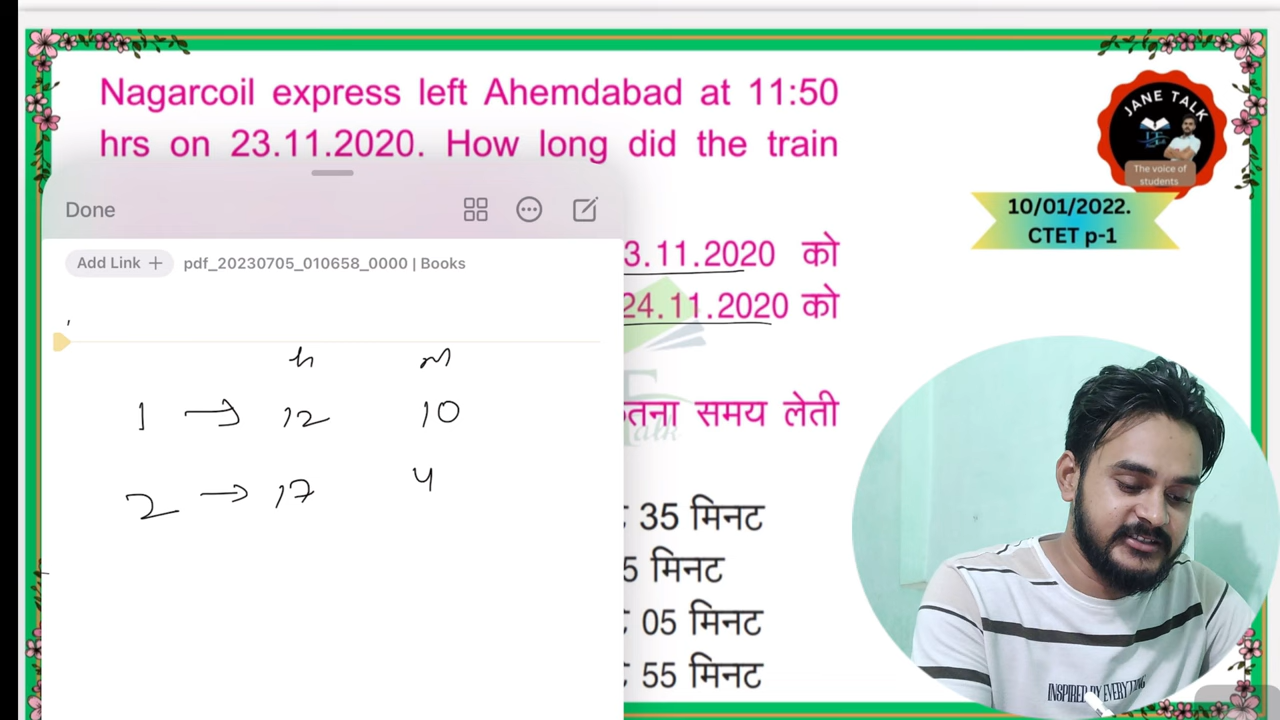 Nagarcoil express left Ahemdabad at 11:50
hrs on 23.11.2020. How long did the train
JANE TALK
The voice of
students
10/01/2022.
CTET p-1
Done
Add Link + pdf_20230705_010658_0000 | Books
3.11.2020 को
24.11.2020 को
h m
1 → 12 10
समय लेती
2 → 17 4
35 मिनट
5 मिनट
05 मिनट
55 मिनट
INSPIRED BY EVERYTING